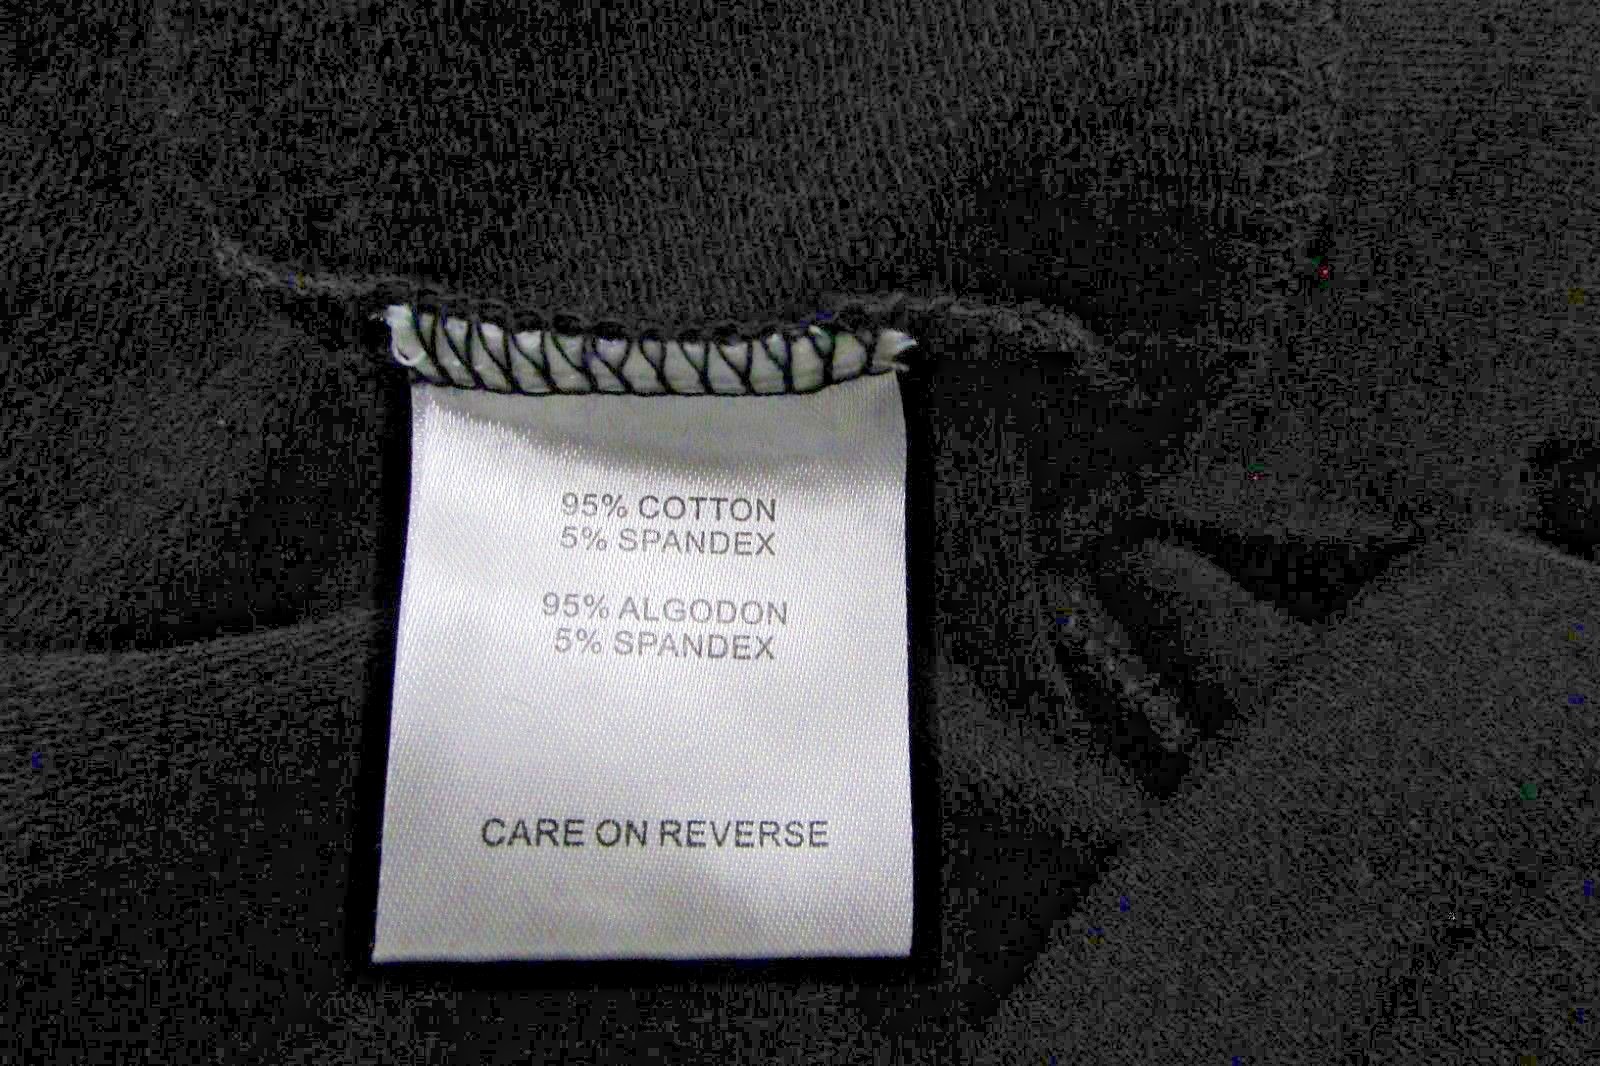 95% COTTON
5% SPANDEX
95% ALGODON
5% SPANDEX
CARE ON REVERSE